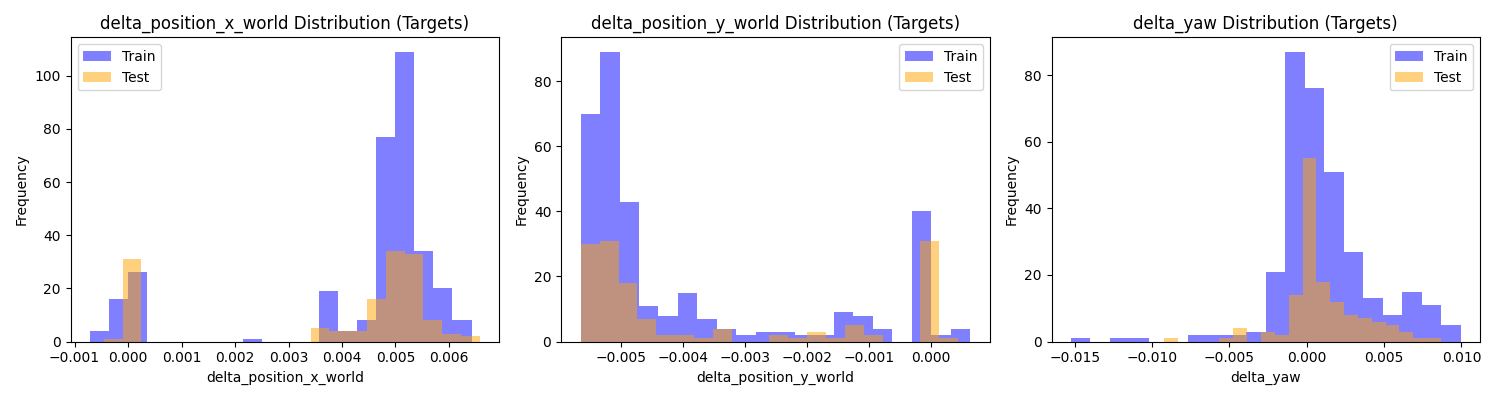 delta_position_x_world Distribution (Targets)
Train
Test
Frequency
100
80
60
40
20
0
−0.001 0.000 0.001 0.002 0.003 0.004 0.005 0.006
delta_position_x_world
delta_position_y_world Distribution (Targets)
Train
Test
Frequency
80
60
40
20
0
−0.005 −0.004 −0.003 −0.002 −0.001 0.000
delta_position_y_world
delta_yaw Distribution (Targets)
Train
Test
Frequency
80
60
40
20
0
−0.015 −0.010 −0.005 0.000 0.005 0.010
delta_yaw